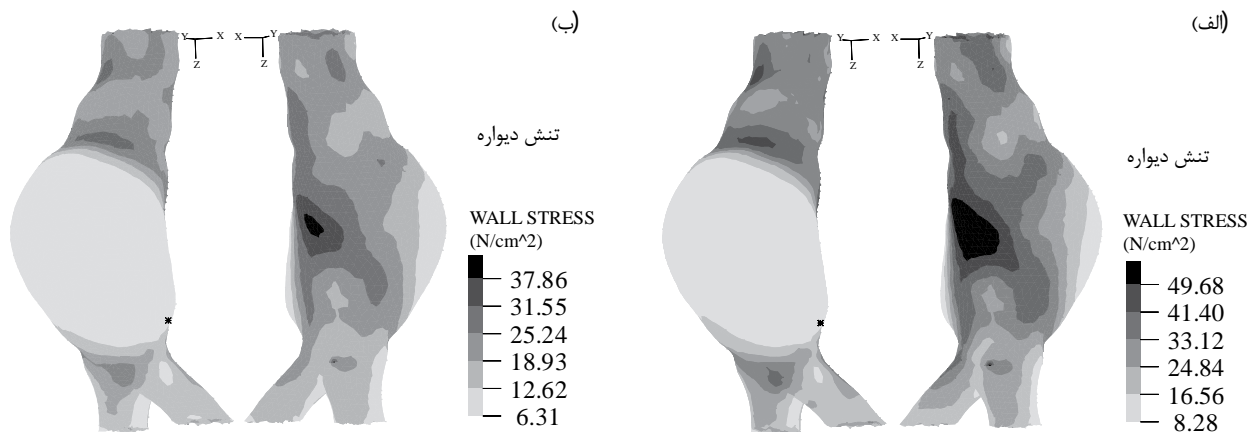 (الف)
Y X X Y
Z Z
تنش دیواره
WALL STRESS
(N/cm^2)
49.68
41.40
33.12
24.84
16.56
8.28
(ب)
Y X X Y
Z Z
تنش دیواره
WALL STRESS
(N/cm^2)
37.86
31.55
25.24
18.93
12.62
6.31